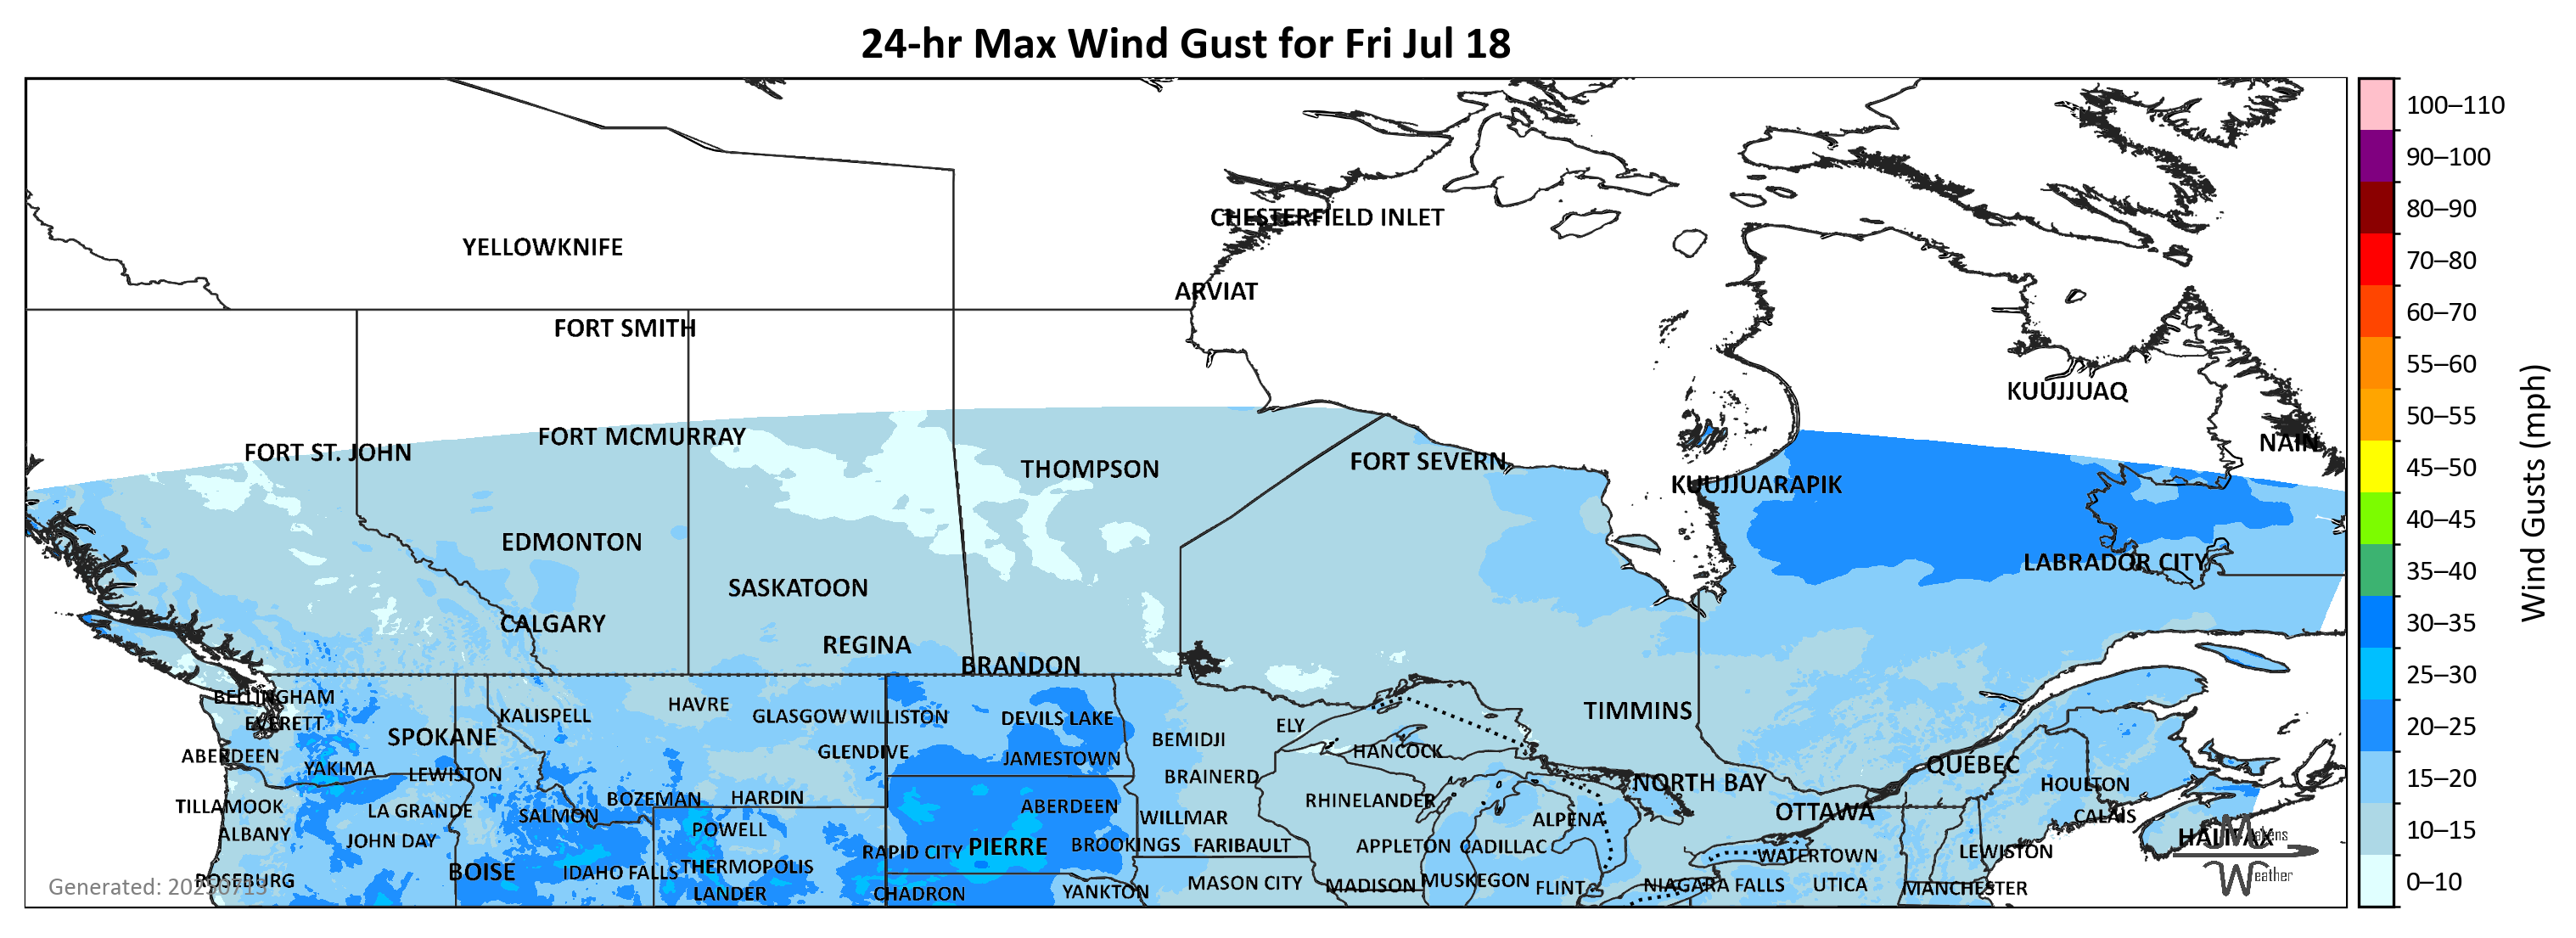 24-hr Max Wind Gust for Fri Jul 18
100–110
90–100
CHESTERFIELD INLET
80–90
YELLOWKNIFE
70–80
ARVIAT
60–70
FORT SMITH
55–60
KUUJJUAQ
50–55
FORT MCMURRAY
NAIN
FORT ST. JOHN
FORT SEVERN
THOMPSON
45–50
KUUJJUARAPIK
40–45
Wind Gusts (mph)
EDMONTON
LABRADOR CITY
35–40
SASKATOON
CALGARY
30–35
REGINA
BRANDON
25–30
BELLINGHAM
HAVRE
TIMMINS
KALISPELL
GLASGOW WILLISTON
DEVILS LAKE
EVERETT
ELY
20–25
SPOKANE
BEMIDJI
ABERDEEN
GLENDIVE
JAMESTOWN
HANCOCK
QUÉBEC
YAKIMA
LEWISTON
BRAINERD
NORTH BAY
HOULTON
15–20
TILLAMOOK
LA GRANDE
SALMON
BOZEMAN
HARDIN
ABERDEEN
RHINELANDER
OTTAWA
CALAIS
WILLMAR
ALPENA
10–15
ALBANY
JOHN DAY
POWELL
HALIFAX
Makens
RAPID CITY
PIERRE
BROOKINGS
FARIBAULT
APPLETON
CADILLAC
WATERTOWN
LEWISTON
BOISE
IDAHO FALLS
THERMOPOLIS
Weather
ROSEBURG
MASON CITY
MADISON
MUSKEGON
FLINT
NIAGARA FALLS
UTICA
MANCHESTER
0–10
Generated: 20250713
LANDER
CHADRON
YANKTON